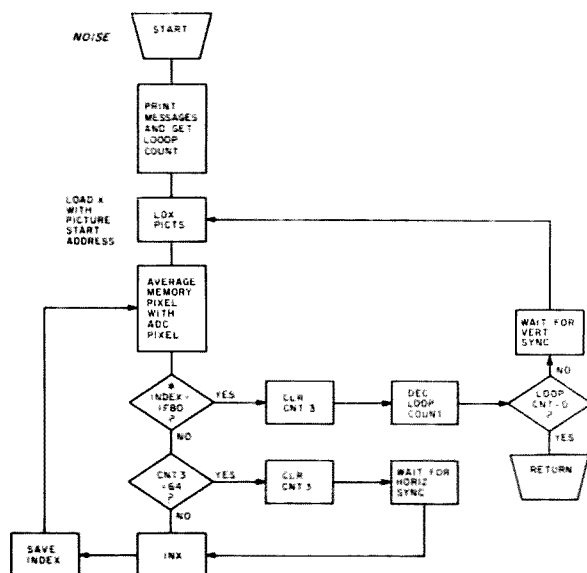 NOISE
START
PRINT
MESSAGES
AND GET
LOOOP
COUNT
LOAD X
WITH
PICTURE
START
ADDRESS
LDX
PICTS
AVERAGE
MEMORY
PIXEL
WITH
ADC
PIXEL
WAIT FOR
VERT
SYNC
*
INDEX=
1F80
?
YES
CLR
CNT 3
DEC
LOOP
COUNT
NO
LOOP
CNT=0
?
NO
YES
RETURN
CNT 3
=64
?
YES
CLR
CNT 3
WAIT FOR
HORIZ
SYNC
NO
SAVE
INDEX
INX